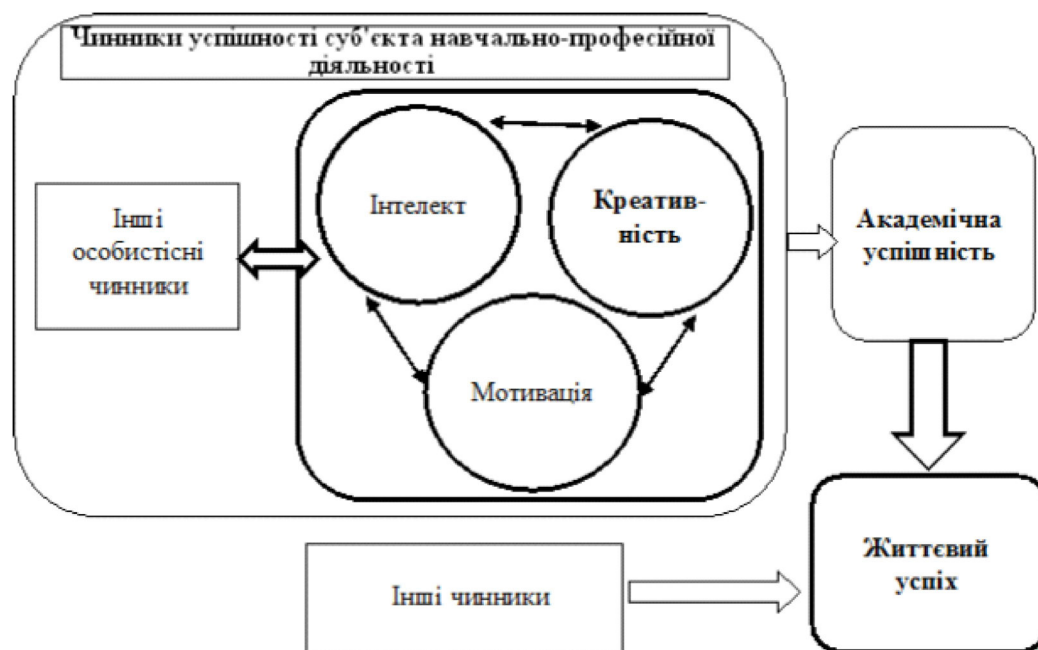 Чинники успішності суб'єкта навчально-професійної
діяльності
Інші
особистісні
чинники
Інтелект
Креатив-
ність
Мотивація
Академічна
успішність
Життєвий
успіх
Інші чинники